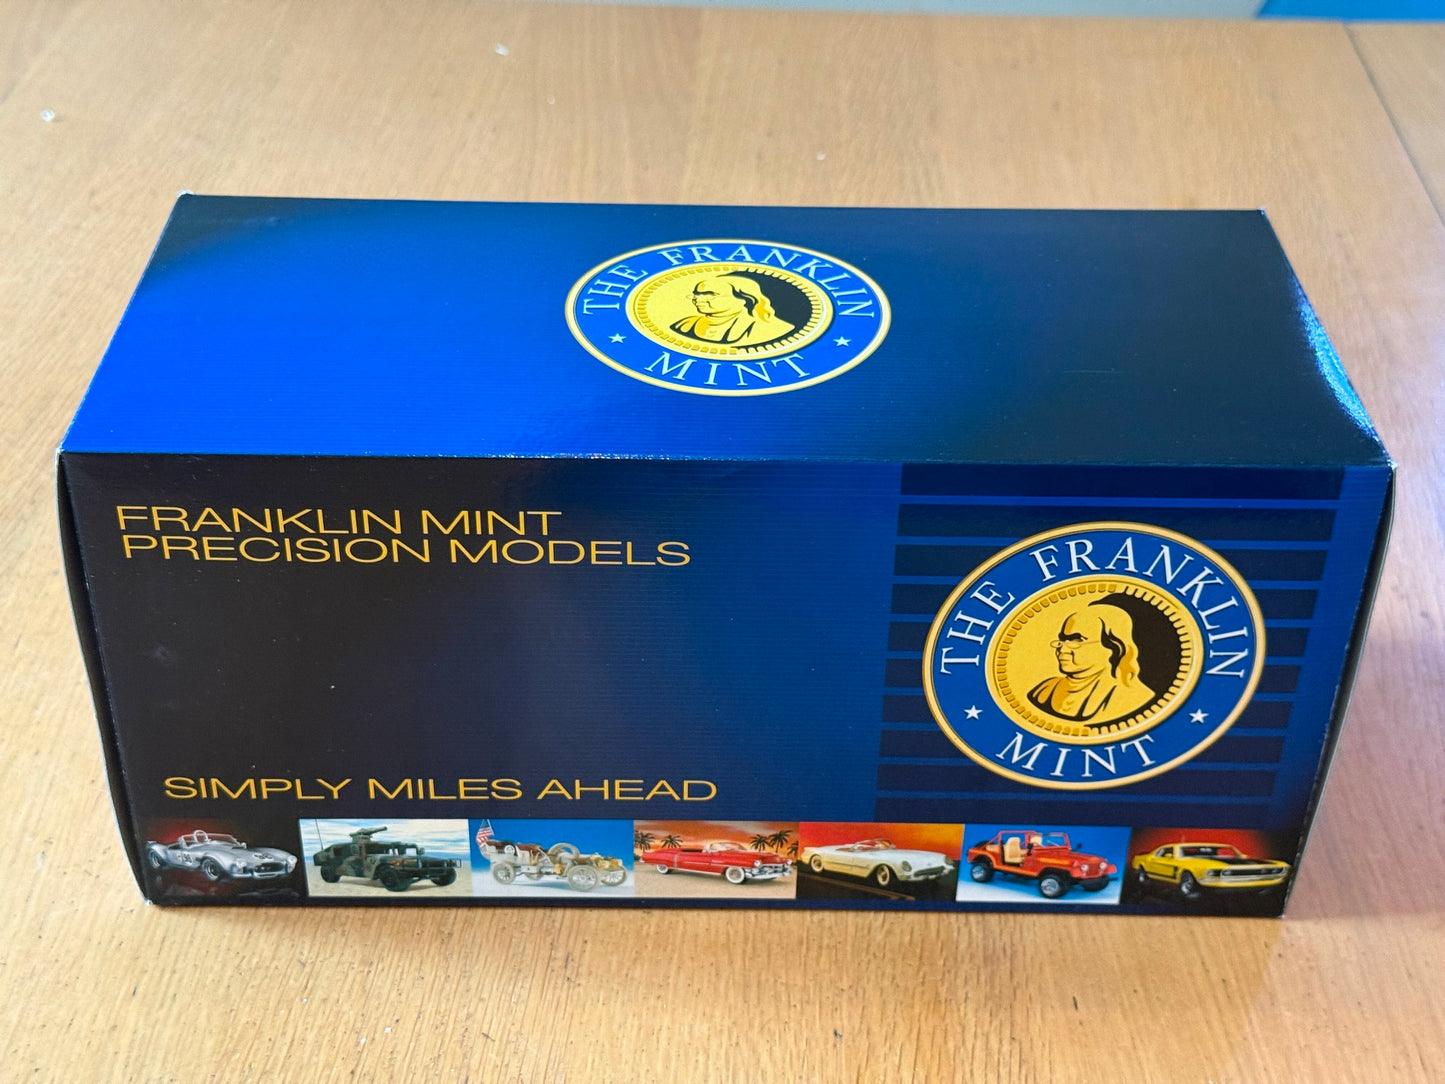 THE FRANKLIN
MINT
FRANKLIN MINT
PRECISION MODELS
THE FRANKLIN
MINT
SIMPLY MILES AHEAD